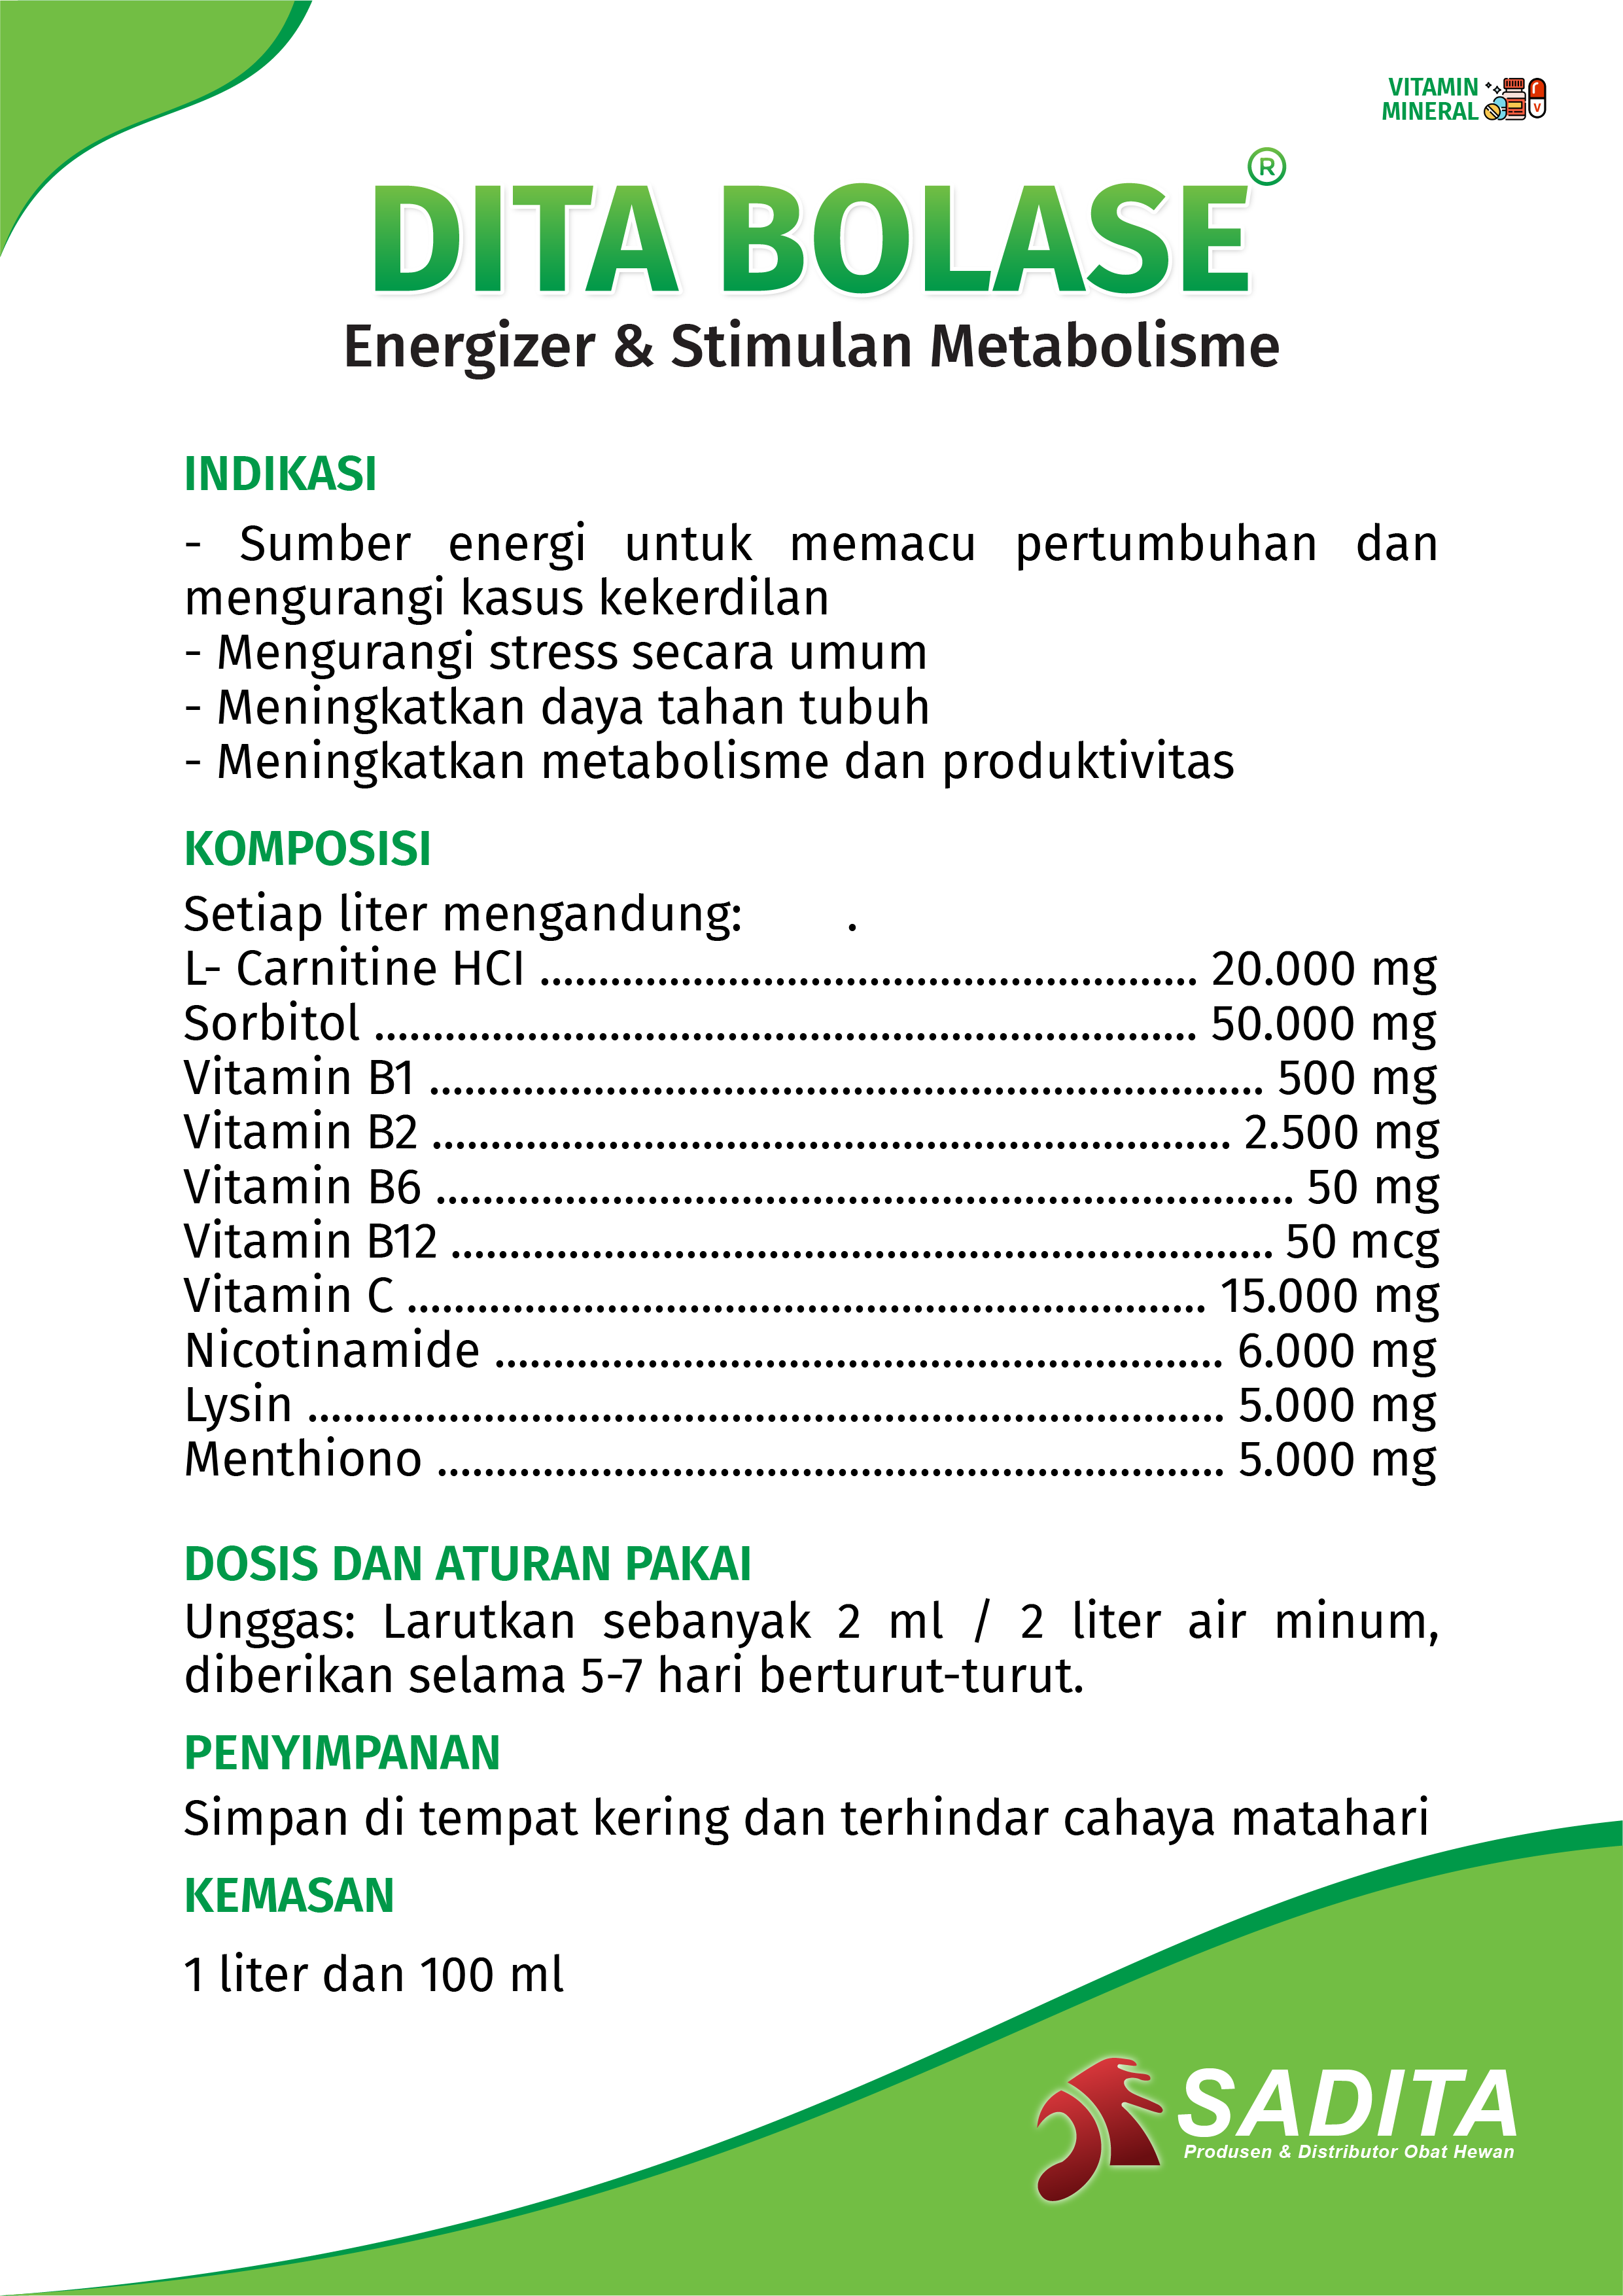 VITAMIN
MINERAL
V
DITA BOLASE®
Energizer & Stimulan Metabolisme
INDIKASI
- Sumber energi untuk memacu pertumbuhan dan
mengurangi kasus kekerdilan
- Mengurangi stress secara umum
- Meningkatkan daya tahan tubuh
- Meningkatkan metabolisme dan produktivitas
KOMPOSISI
Setiap liter mengandung: .
L- Carnitine HCI ........................................................ 20.000 mg
Sorbitol ...................................................................... 50.000 mg
Vitamin B1 ....................................................................... 500 mg
Vitamin B2 .................................................................... 2.500 mg
Vitamin B6 ......................................................................... 50 mg
Vitamin B12 ...................................................................... 50 mcg
Vitamin C .................................................................... 15.000 mg
Nicotinamide .............................................................. 6.000 mg
Lysin .............................................................................. 5.000 mg
Menthiono ................................................................... 5.000 mg
DOSIS DAN ATURAN PAKAI
Unggas: Larutkan sebanyak 2 ml / 2 liter air minum,
diberikan selama 5-7 hari berturut-turut.
PENYIMPANAN
Simpan di tempat kering dan terhindar cahaya matahari
KEMASAN
1 liter dan 100 ml
SADITA
Produsen & Distributor Obat Hewan